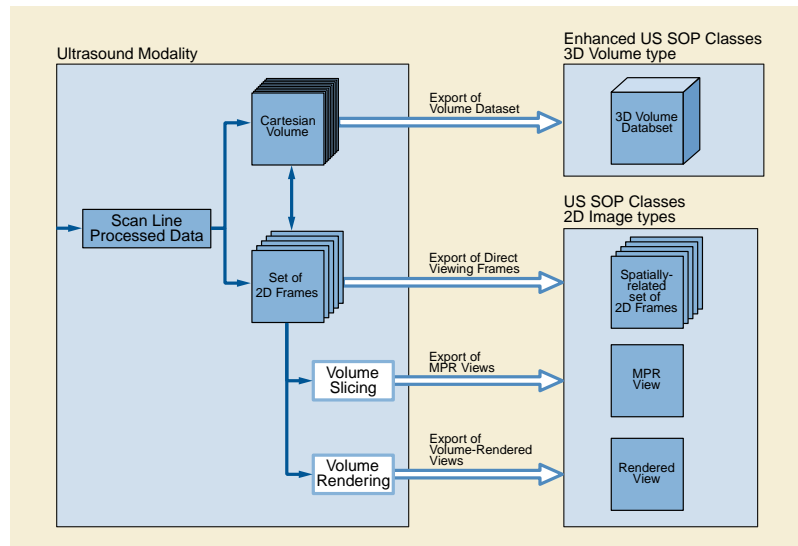 Ultrasound Modality
Enhanced US SOP Classes
3D Volume type
Cartesian
Volume
Export of
Volume Dataset
3D Volume
Databset
Scan Line
Processed Data
US SOP Classes
2D Image types
Set of
2D Frames
Export of Direct
Viewing Frames
Spatially-
related
set of
2D Frames
Volume
Slicing
Export of
MPR Views
MPR
View
Volume
Rendering
Export of
Volume-Rendered
Views
Rendered
View